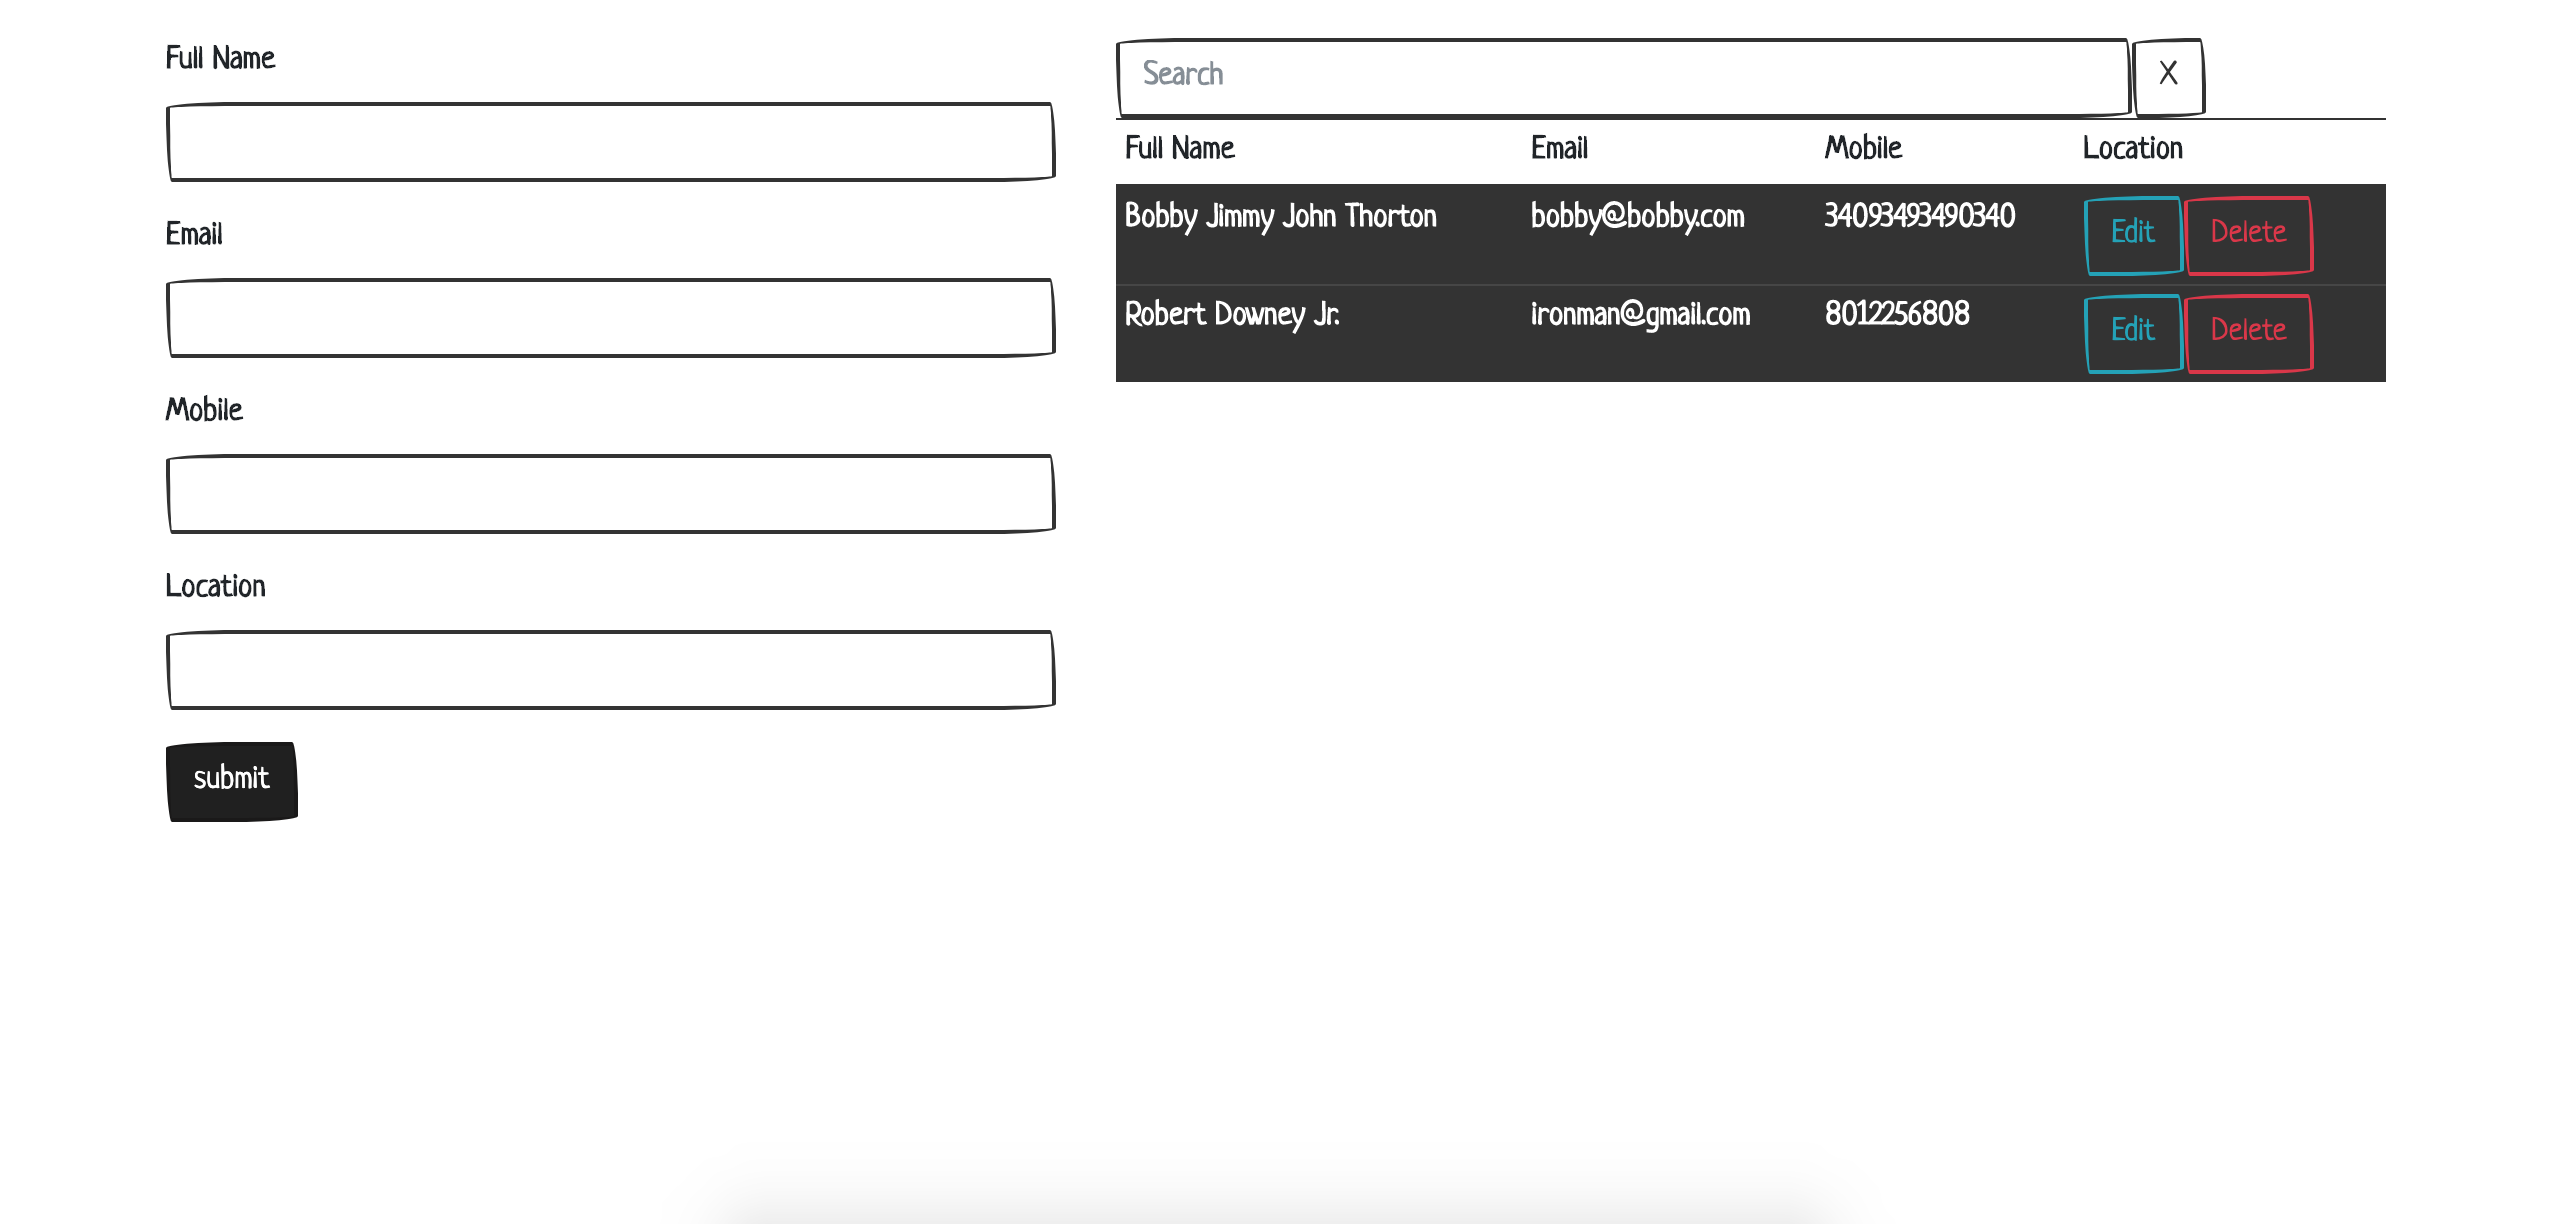 Full Name
Email
Mobile
Location
submit
Search
X
Full Name Email Mobile Location
Bobby Jimmy John Thorton bobby@bobby.com 34093493490340 Edit Delete
Robert Downey Jr. ironman@gmail.com 8012256808 Edit Delete